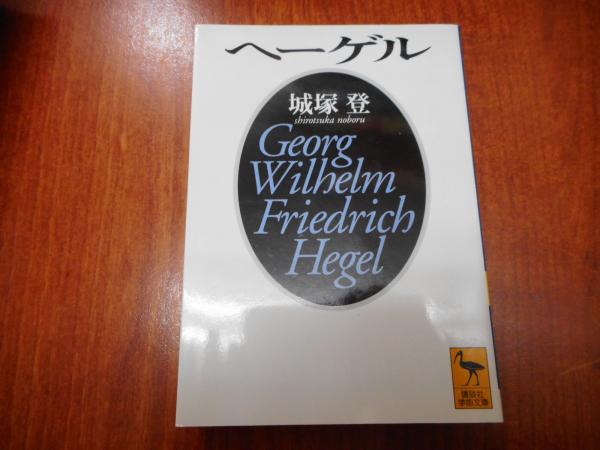 ヘーゲル
城塚 登
shirotsuka noboru
Georg
Wilhelm
Friedrich
Hegel
講談社
学術文庫